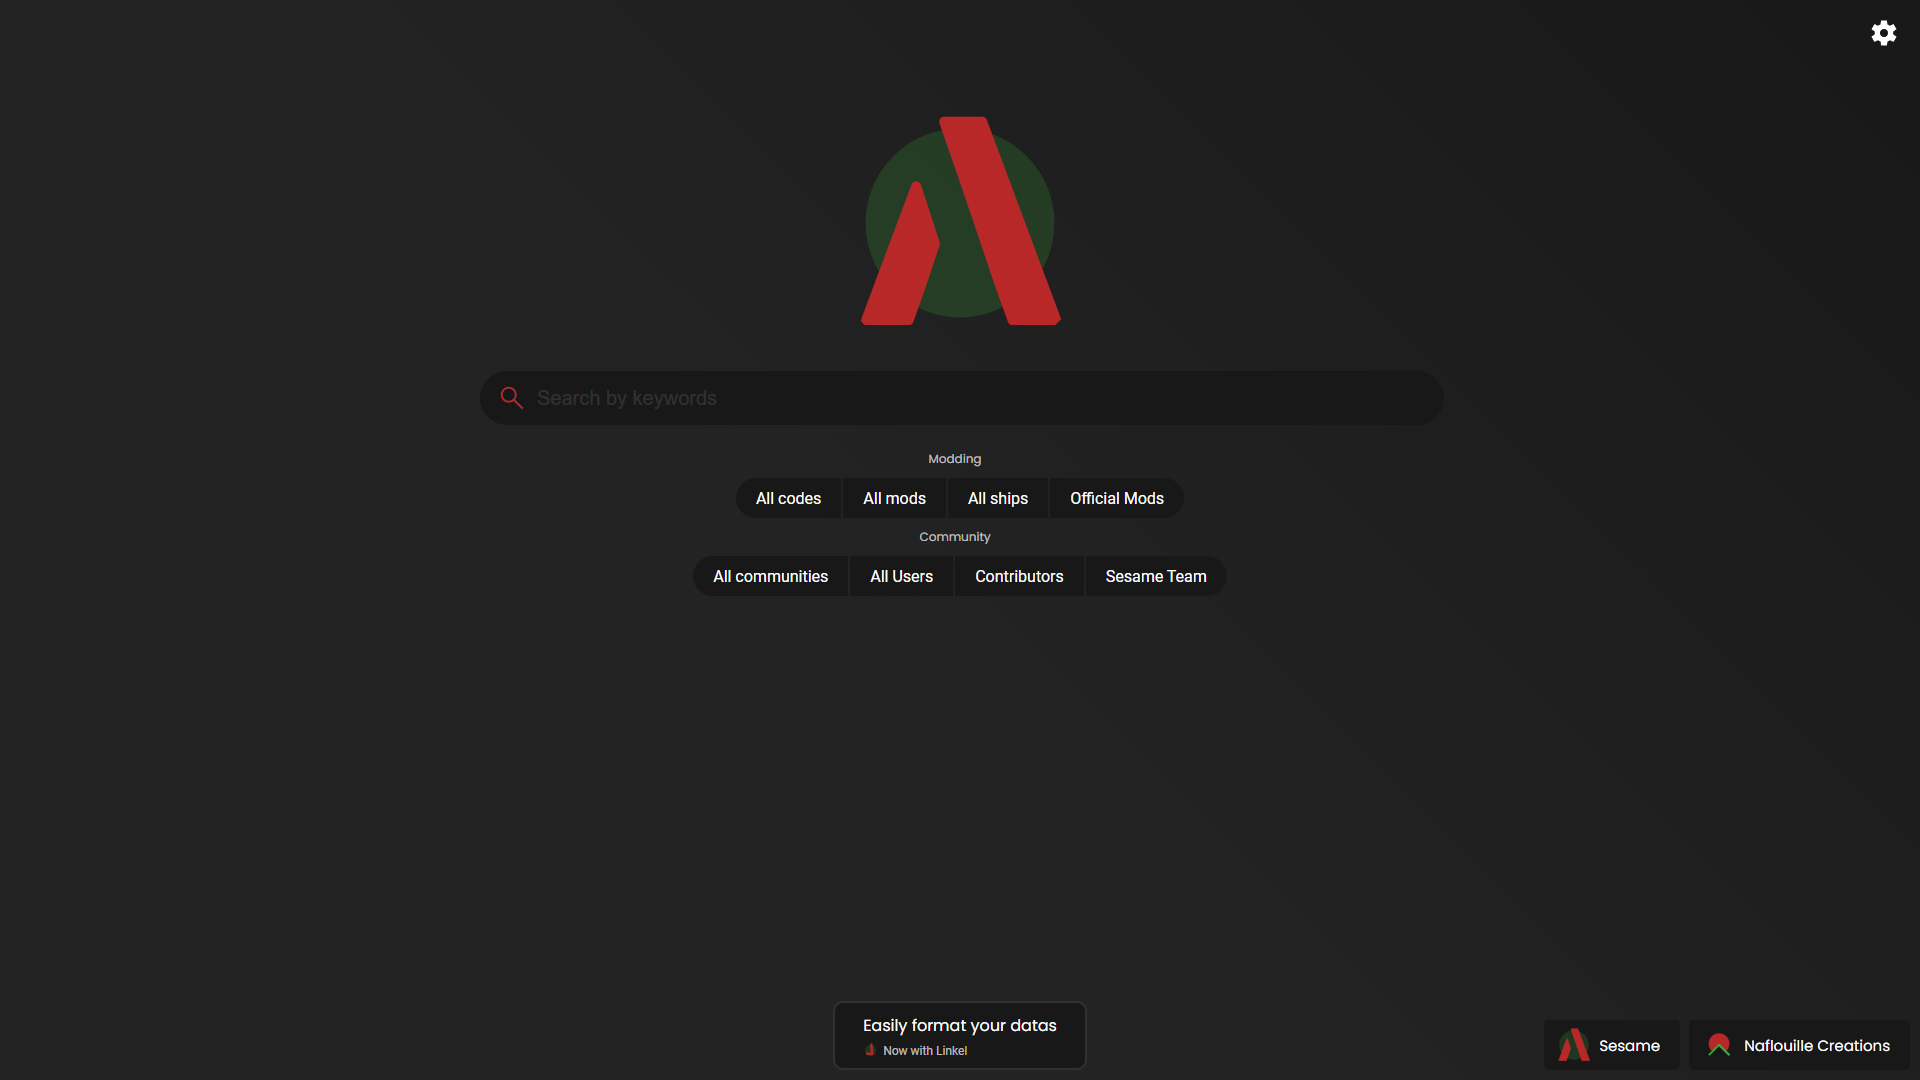 Search by keywords
Modding
All codes All mods All ships Official Mods
Community
All communities All Users Contributors Sesame Team
Easily format your datas
Now with Linkel
Sesame Naflouille Creations